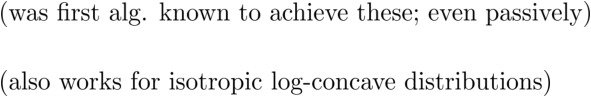 (was first alg. known to achieve these; even passively)
(also works for isotropic log-concave distributions)